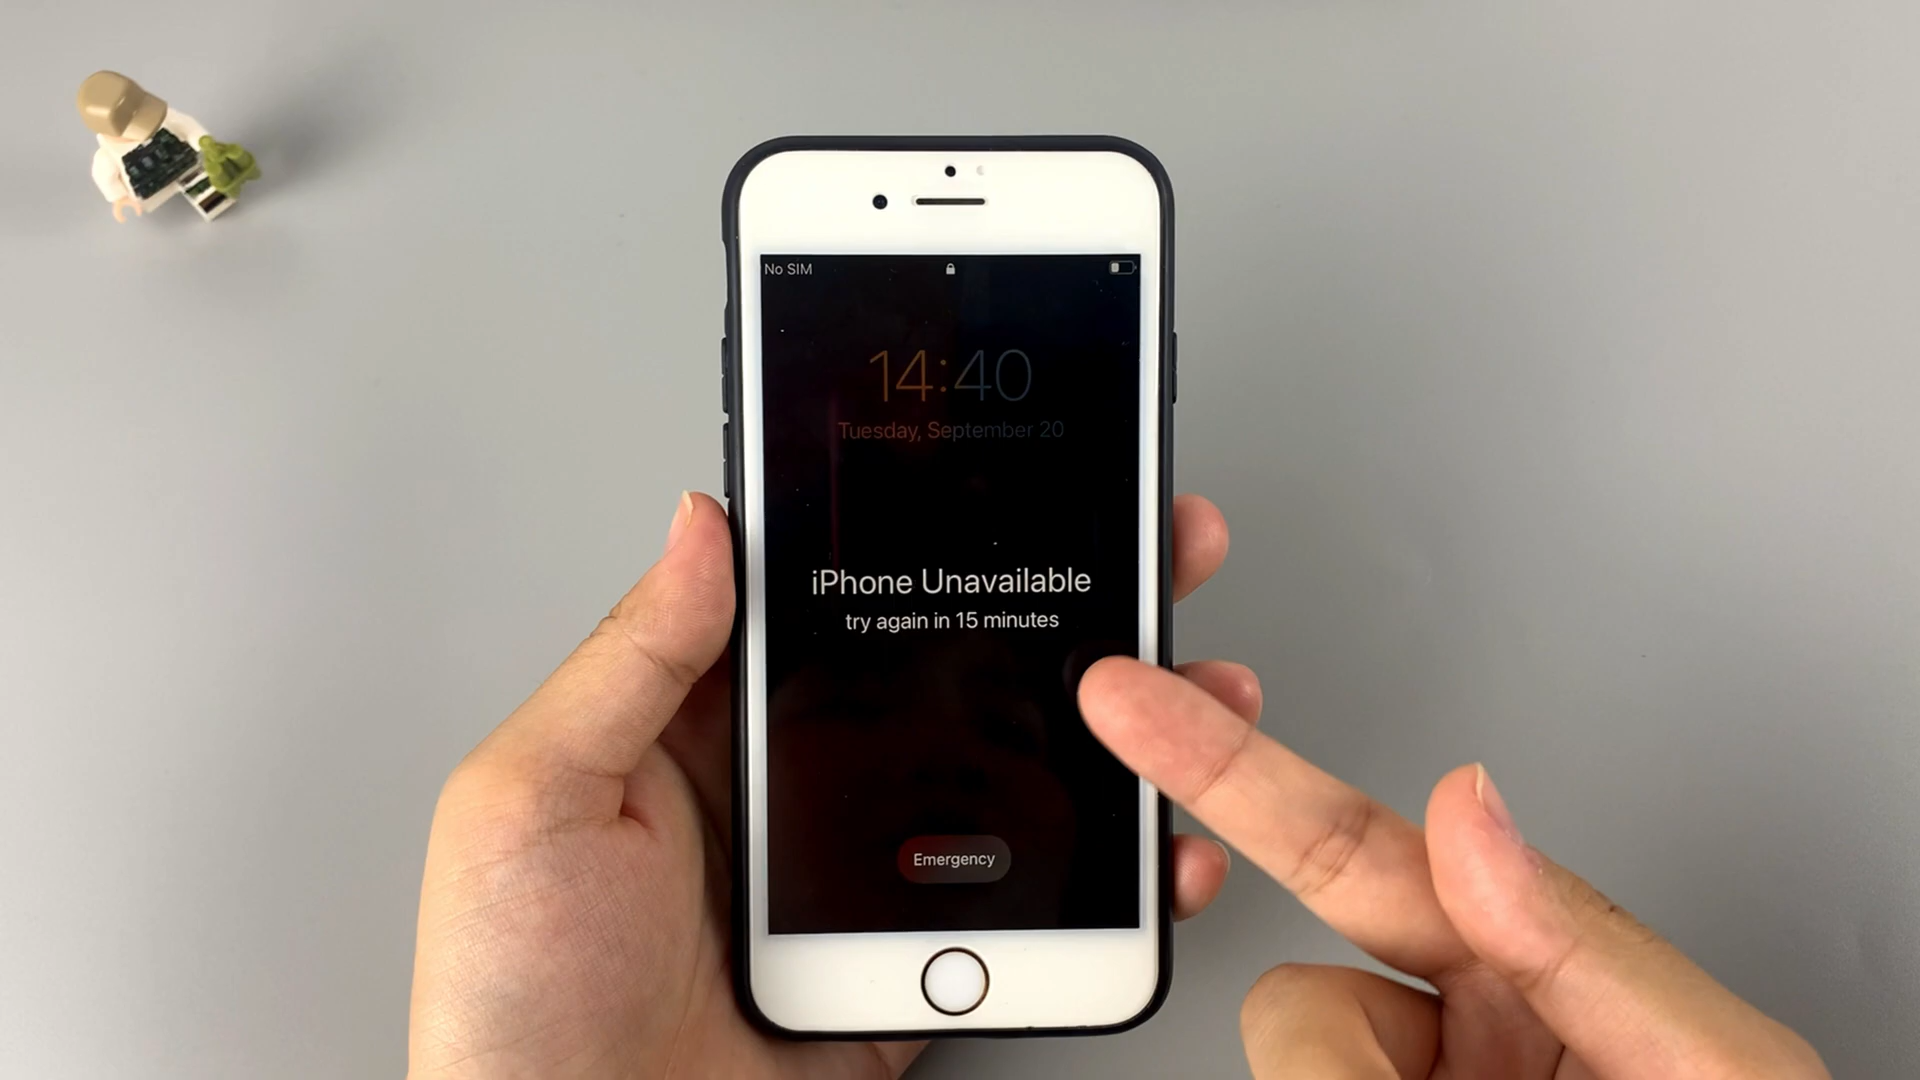 No SIM
14:40
Tuesday, September 20
iPhone Unavailable
try again in 15 minutes
Emergency